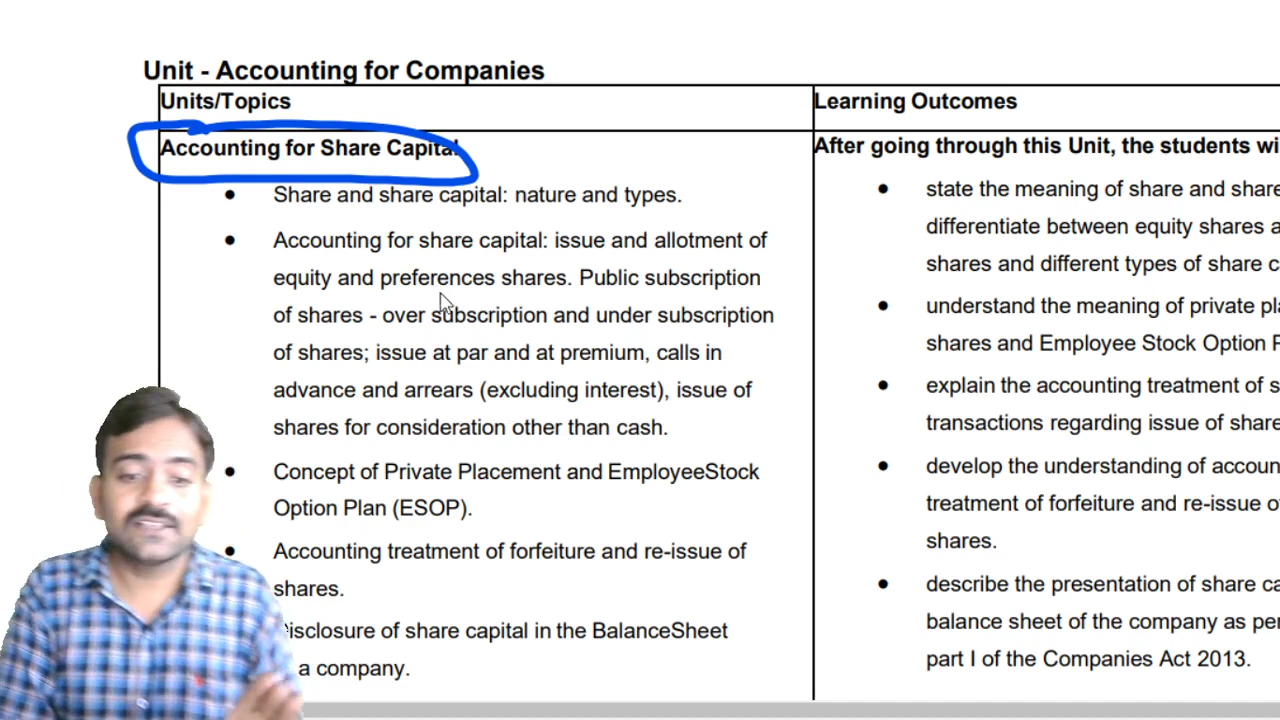 Unit - Accounting for Companies
Units/Topics
Accounting for Share Capital
• Share and share capital: nature and types.
• Accounting for share capital: issue and allotment of
equity and preferences shares. Public subscription
of shares - over subscription and under subscription
of shares; issue at par and at premium, calls in
advance and arrears (excluding interest), issue of
shares for consideration other than cash.
• Concept of Private Placement and EmployeeStock
Option Plan (ESOP).
• Accounting treatment of forfeiture and re-issue of
shares.
Disclosure of share capital in the BalanceSheet
a company.
Learning Outcomes
After going through this Unit, the students wi
• state the meaning of share and share
differentiate between equity shares a
shares and different types of share c
• understand the meaning of private pla
shares and Employee Stock Option P
• explain the accounting treatment of s
transactions regarding issue of share
• develop the understanding of accoun
treatment of forfeiture and re-issue o
shares.
• describe the presentation of share ca
balance sheet of the company as per
part I of the Companies Act 2013.